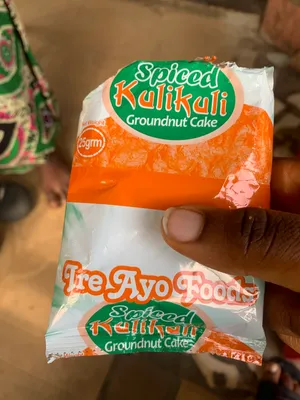 Spiced
Kulikuli
Groundnut Cake
25grm
Ire Ayo Foods
Spiced
Kulikuli
Groundnut Cake